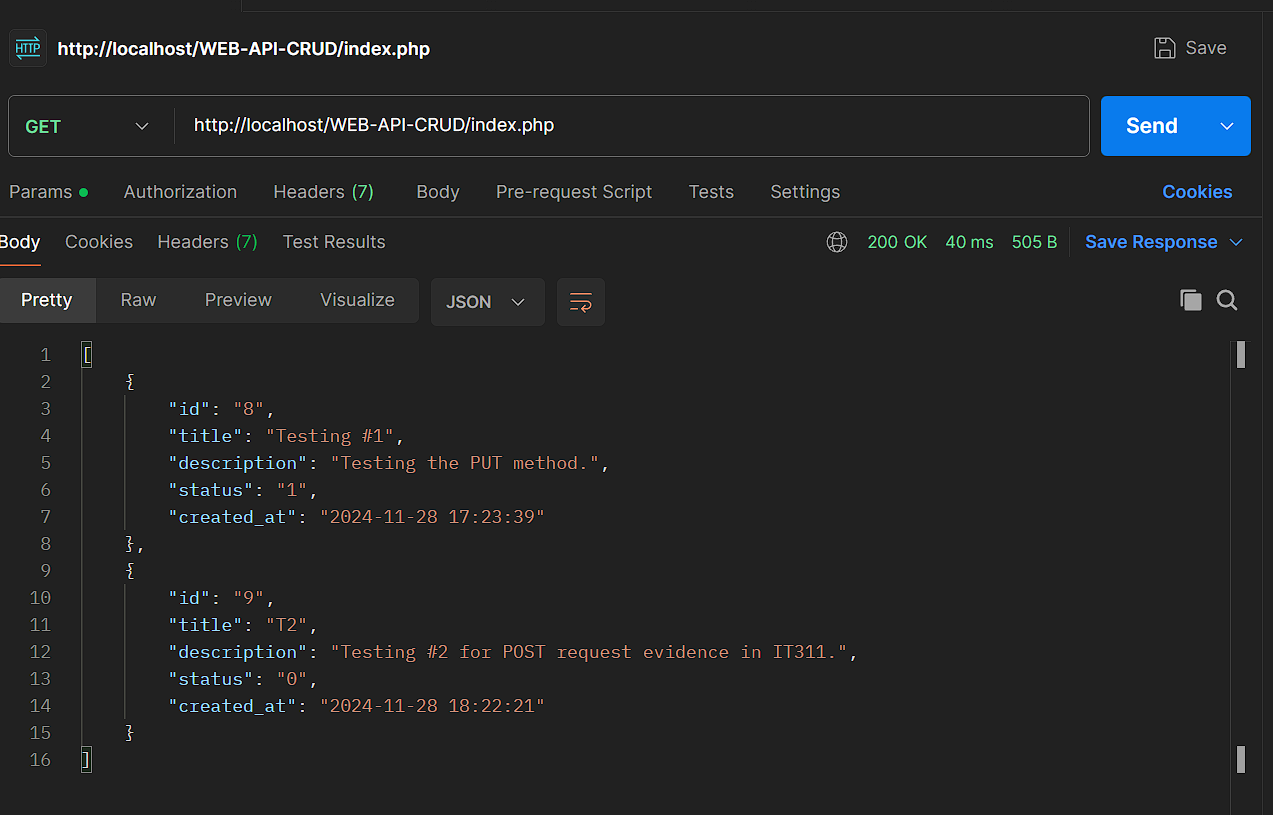 HTTP http://localhost/WEB-API-CRUD/index.php Save
GET http://localhost/WEB-API-CRUD/index.php Send
Params Authorization Headers (7) Body Pre-request Script Tests Settings Cookies
Body Cookies Headers (7) Test Results 200 OK 40 ms 505 B Save Response
Pretty Raw Preview Visualize JSON
1 [
2 {
3 "id": "8",
4 "title": "Testing #1",
5 "description": "Testing the PUT method.",
6 "status": "1",
7 "created_at": "2024-11-28 17:23:39"
8 },
9 {
10 "id": "9",
11 "title": "T2",
12 "description": "Testing #2 for POST request evidence in IT311.",
13 "status": "0",
14 "created_at": "2024-11-28 18:22:21"
15 }
16 ]